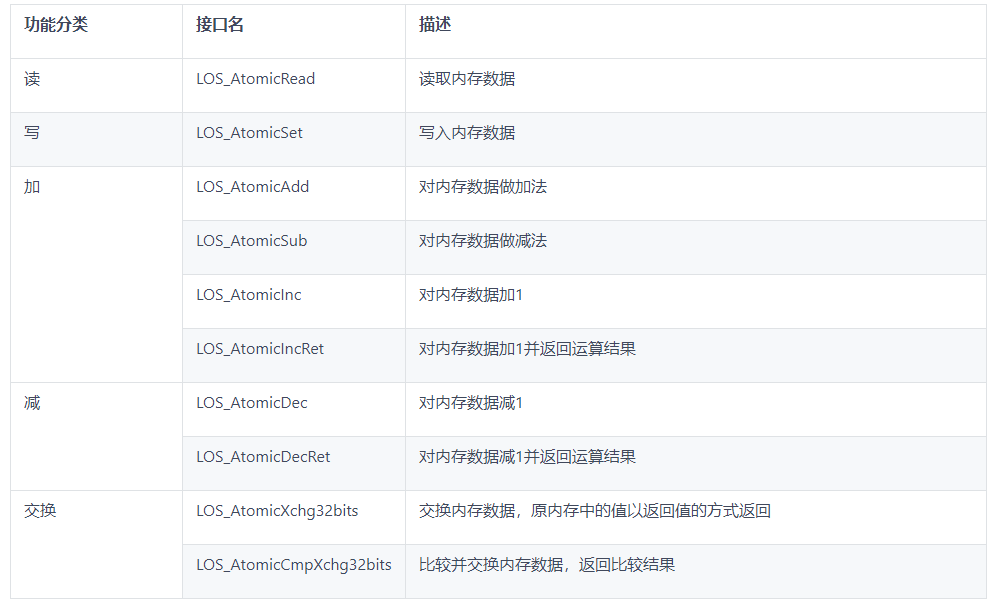 功能分类 接口名 描述
读 LOS_AtomicRead 读取内存数据
写 LOS_AtomicSet 写入内存数据
加 LOS_AtomicAdd 对内存数据做加法
LOS_AtomicSub 对内存数据做减法
LOS_AtomicInc 对内存数据加1
LOS_AtomicIncRet 对内存数据加1并返回运算结果
减 LOS_AtomicDec 对内存数据减1
LOS_AtomicDecRet 对内存数据减1并返回运算结果
交换 LOS_AtomicXchg32bits 交换内存数据，原内存中的值以返回值的方式返回
LOS_AtomicCmpXchg32bits 比较并交换内存数据，返回比较结果